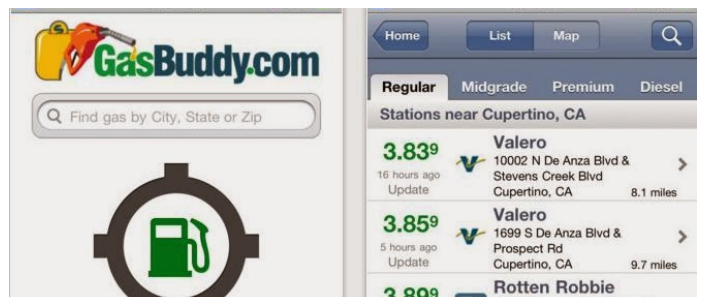 GasBuddy.com
Find gas by City, State or Zip
Home
List
Map
Regular
Midgrade
Premium
Diesel
Stations near Cupertino, CA
3.839
16 hours ago
Update
Valero
10002 N De Anza Blvd &
Stevens Creek Blvd
Cupertino, CA
8.1 miles
3.859
5 hours ago
Update
Valero
1699 S De Anza Blvd &
Prospect Rd
Cupertino, CA
9.7 miles
3.899
Rotten Robbie